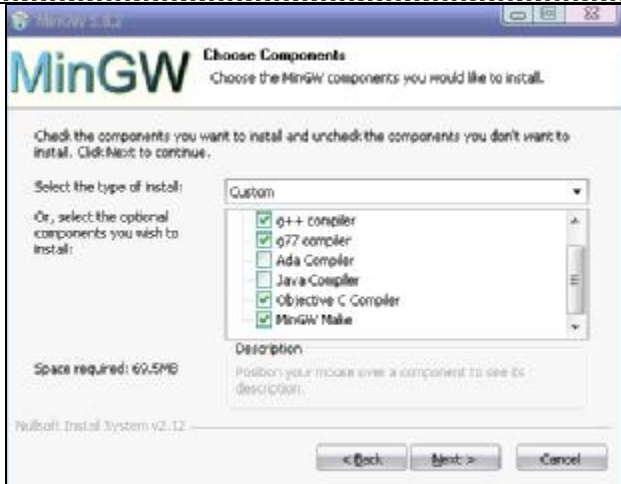 MinGW 5.0.2
MinGW
Choose Components
Choose the MinGW components you would like to install.
Check the components you want to install and uncheck the components you don't want to
install. Click Next to continue.
Select the type of install:
Custom
Or, select the optional
components you wish to
install:
g++ compiler
g77 compiler
Ada Compiler
Java Compiler
Objective C Compiler
MinGW Make
Space required: 69.5MB
Description
Position your mouse over a component to see its
description.
Nullsoft Install System v2.12
< Back
Next >
Cancel